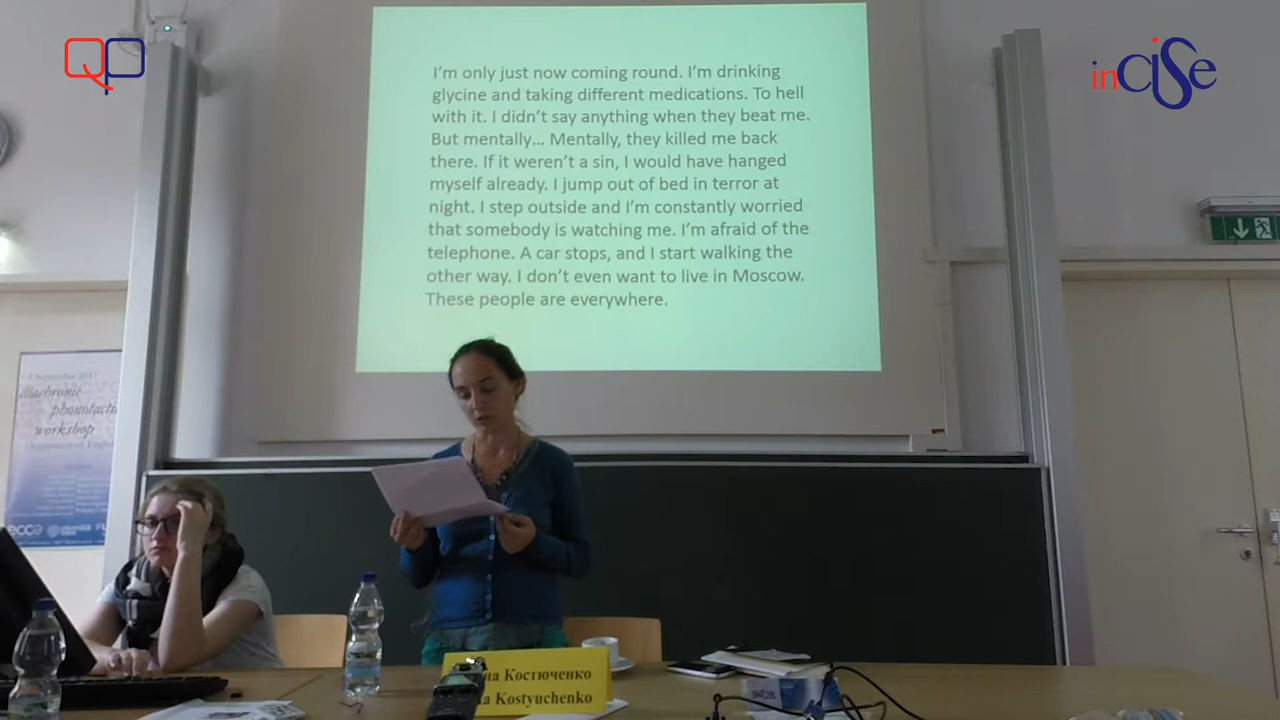 QP
inCISe
I'm only just now coming round. I'm drinking
glycine and taking different medications. To hell
with it. I didn't say anything when they beat me.
But mentally... Mentally, they killed me back
there. If it weren't a sin, I would have hanged
myself already. I jump out of bed in terror at
night. I step outside and I'm constantly worried
that somebody is watching me. I'm afraid of the
telephone. A car stops, and I start walking the
other way. I don't even want to live in Moscow.
These people are everywhere.
September 2017
diachronic
workshop
ecca
Костюченко
Kostyuchenko